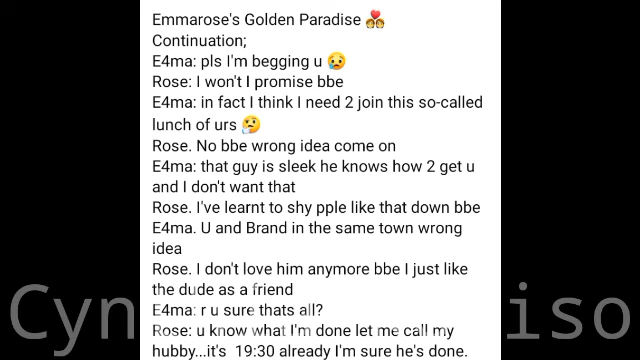 Emmarose's Golden Paradise 💑
Continuation;
E4ma: pls I'm begging u 😥
Rose: I won't I promise bbe
E4ma: in fact I think I need 2 join this so-called
lunch of urs 🤔
Rose. No bbe wrong idea come on
E4ma: that guy is sleek he knows how 2 get u
and I don't want that
Rose. I've learnt to shy pple like that down bbe
E4ma. U and Brand in the same town wrong
idea
Rose. I don't love him anymore bbe I just like
the dude as a friend
E4ma: r u sure thats all?
Rose: u know what I'm done let me call my
hubby...it's 19:30 already I'm sure he's done.